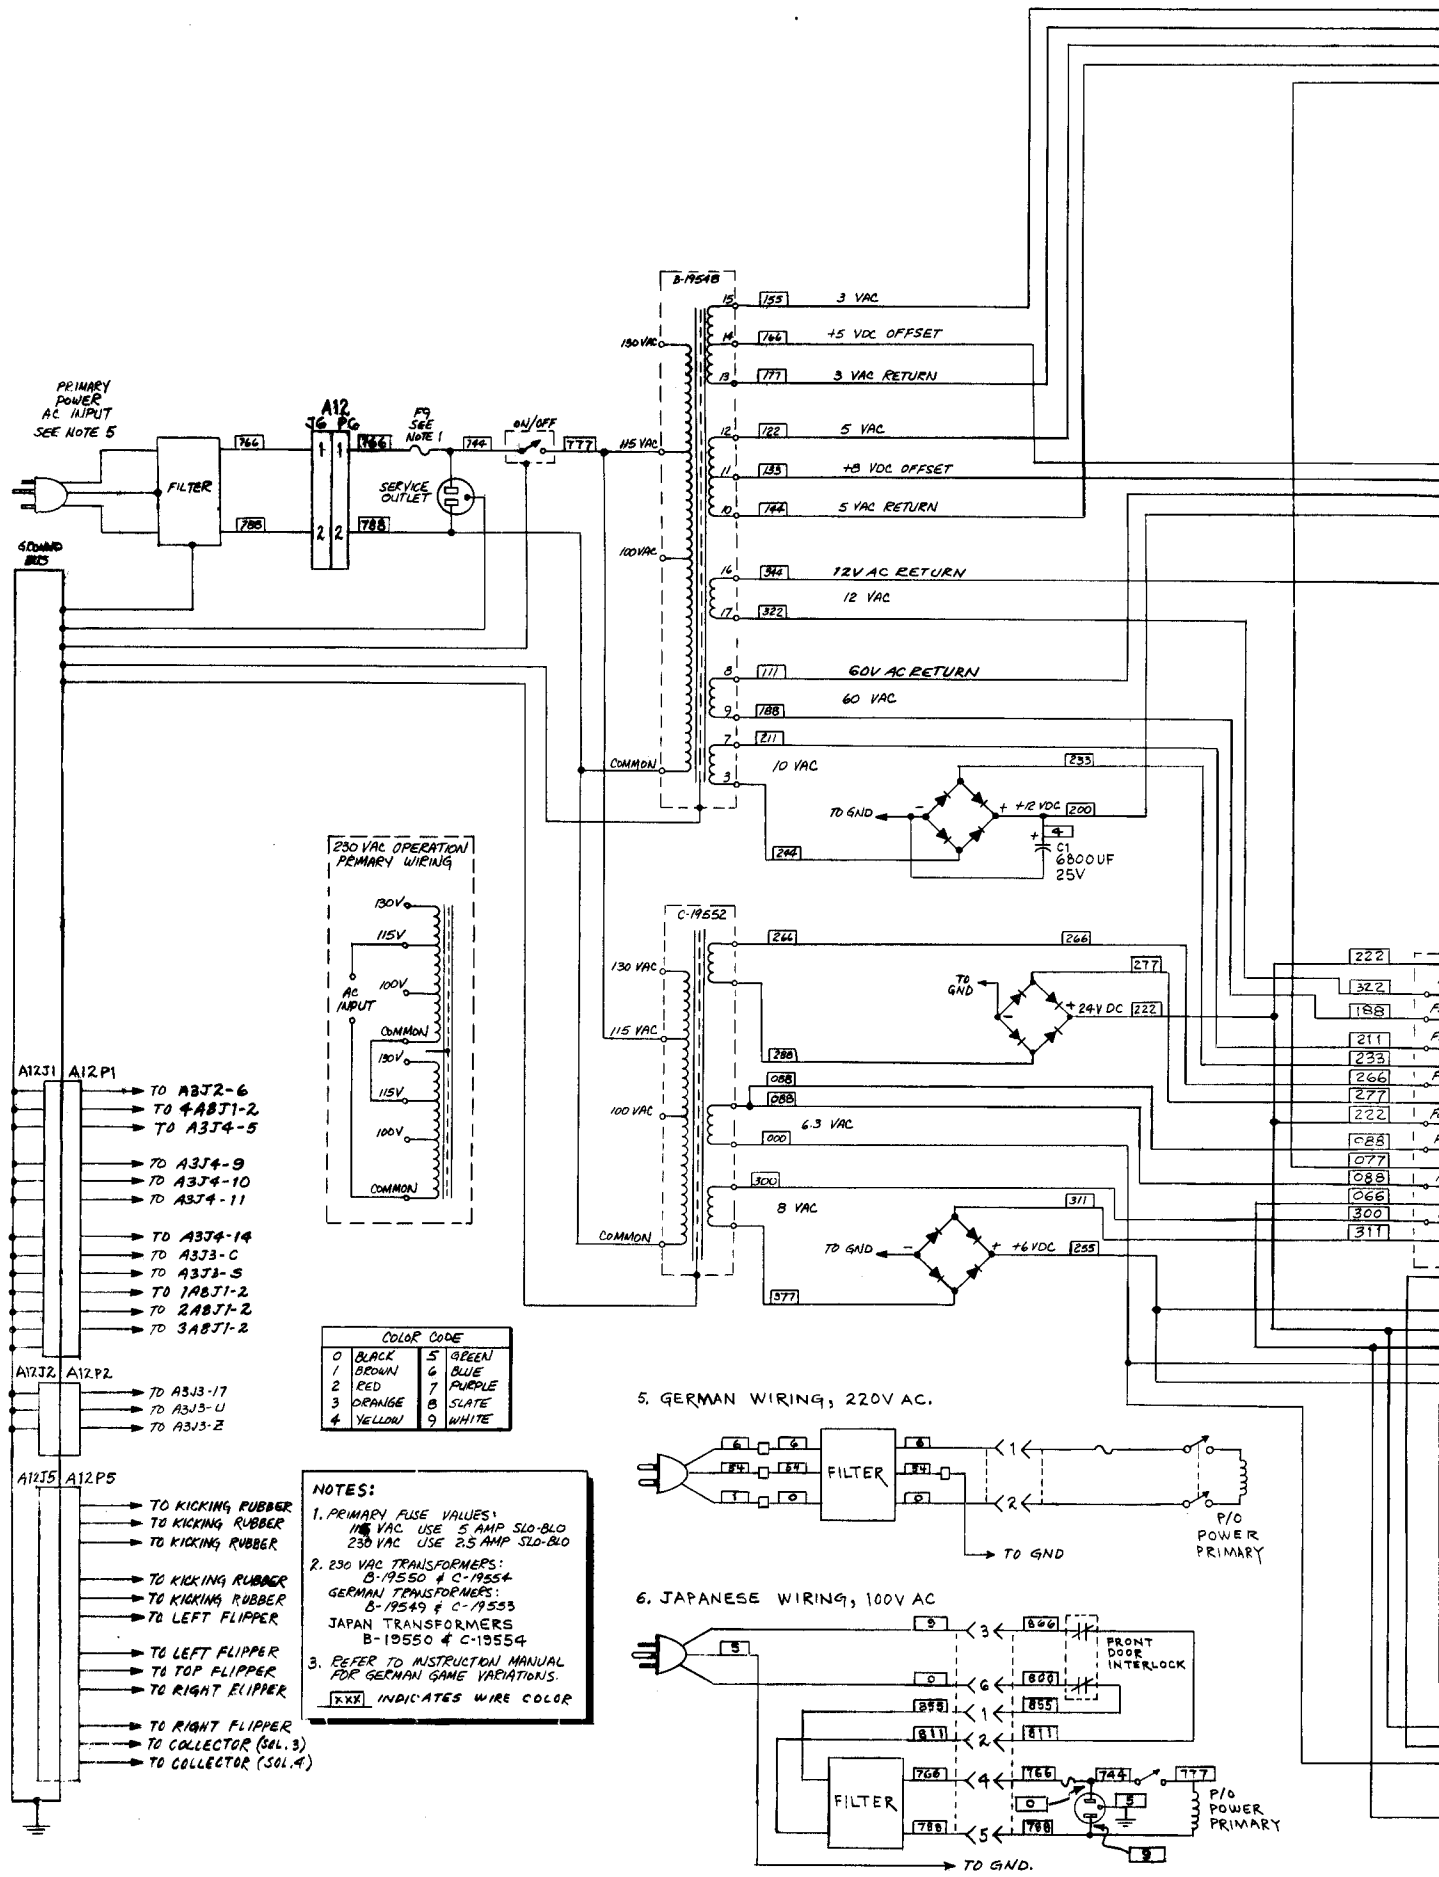 B-19548
130 VAC
115 VAC
100 VAC
COMMON
15 155 3 VAC
14 166 +5 VDC OFFSET
13 177 3 VAC RETURN
12 122 5 VAC
11 133 +8 VDC OFFSET
10 144 5 VAC RETURN
16 344 12V AC RETURN
12 VAC
17 322
8 111 60V AC RETURN
60 VAC
9 188
7 211
10 VAC
3
233
TO GND
-
+ +12 VDC 200
+ 4
C1
6800UF
25V
244
PRIMARY
POWER
AC INPUT
SEE NOTE 5
FILTER
766
788
A12
J6 P6
1 1 766
2 2 788
F9
SEE
NOTE 1
744
ON/OFF
777
SERVICE
OUTLET
GROUND
BUS
230 VAC OPERATION
PRIMARY WIRING
130V
115V
100V
COMMON
130V
115V
100V
COMMON
AC
INPUT
C-19552
130 VAC
115 VAC
100 VAC
COMMON
266 266
277
TO
GND
-
+ 24V DC 222
288
088
088
6.3 VAC
000
300
8 VAC
311
TO GND
-
+ +6 VDC 255
377
222
322
188
211
233
266
277
222
088
077
088
066
300
311
A12J1 A12P1
TO A3J2-6
TO 4A8J1-2
TO A3J4-5
TO A3J4-9
TO A3J4-10
TO A3J4-11
TO A3J4-14
TO A3J3-C
TO A3J3-S
TO 1A8J1-2
TO 2A8J1-2
TO 3A8J1-2
A12J2 A12P2
TO A3J3-17
TO A3J3-U
TO A3J3-Z
A12J5 A12P5
TO KICKING RUBBER
TO KICKING RUBBER
TO KICKING RUBBER
TO KICKING RUBBER
TO KICKING RUBBER
TO LEFT FLIPPER
TO LEFT FLIPPER
TO TOP FLIPPER
TO RIGHT FLIPPER
TO RIGHT FLIPPER
TO COLLECTOR (SOL.3)
TO COLLECTOR (SOL.4)
COLOR CODE
0 BLACK 5 GREEN
1 BROWN 6 BLUE
2 RED 7 PURPLE
3 ORANGE 8 SLATE
4 YELLOW 9 WHITE
NOTES:
1. PRIMARY FUSE VALUES:
115 VAC USE 5 AMP SLO-BLO
230 VAC USE 2.5 AMP SLO-BLO
2. 230 VAC TRANSFORMERS:
B-19550 & C-19554
GERMAN TRANSFORMERS:
B-19549 & C-19553
JAPAN TRANSFORMERS
B-19550 & C-19554
3. REFER TO INSTRUCTION MANUAL
FOR GERMAN GAME VARIATIONS.
XXX INDICATES WIRE COLOR
5. GERMAN WIRING, 220V AC.
6 6 8
54 54 54
1 0 0
FILTER
1
2
TO GND
P/O
POWER
PRIMARY
6. JAPANESE WIRING, 100V AC
9 3 866
5
0 6 800
855 1 855
811 2 811
FRONT
DOOR
INTERLOCK
FILTER
766 4 766 744 777
0
5
788 5 788
9
P/O
POWER
PRIMARY
TO GND.